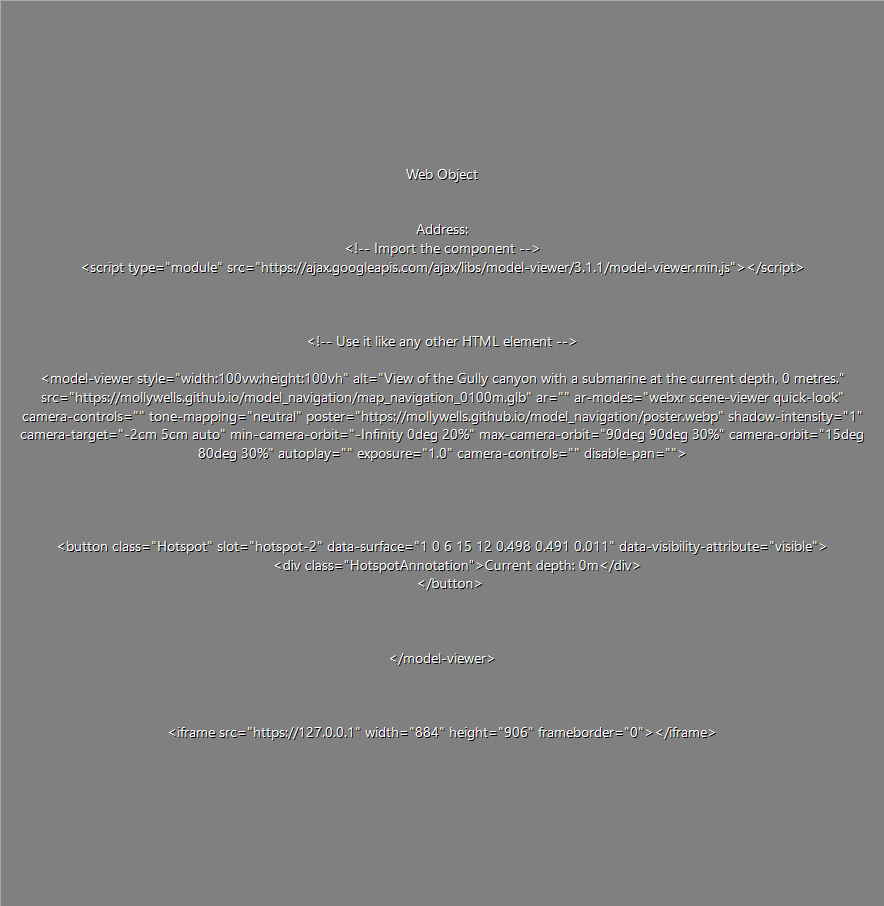 Web Object
Address:
<!-- Import the component -->
<script type="module" src="https://ajax.googleapis.com/ajax/libs/model-viewer/3.1.1/model-viewer.min.js"></script>
<!-- Use it like any other HTML element -->
<model-viewer style="width:100vw;height:100vh" alt="View of the Gully canyon with a submarine at the current depth, 0 metres."
src="https://mollywells.github.io/model_navigation/map_navigation_0100m.glb" ar="" ar-modes="webxr scene-viewer quick-look"
camera-controls="" tone-mapping="neutral" poster="https://mollywells.github.io/model_navigation/poster.webp" shadow-intensity="1"
camera-target="-2cm 5cm auto" min-camera-orbit="-Infinity 0deg 20%" max-camera-orbit="90deg 90deg 30%" camera-orbit="15deg
80deg 30%" autoplay="" exposure="1.0" camera-controls="" disable-pan="">
<button class="Hotspot" slot="hotspot-2" data-surface="1 0 6 15 12 0.498 0.491 0.011" data-visibility-attribute="visible">
<div class="HotspotAnnotation">Current depth: 0m</div>
</button>
</model-viewer>
<iframe src="https://127.0.0.1" width="884" height="906" frameborder="0"></iframe>